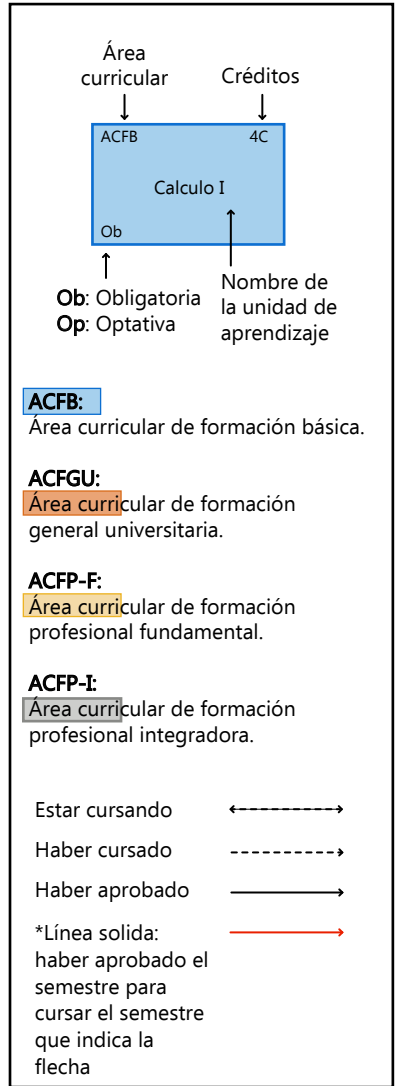 Área
curricular
Créditos
ACFB
4C
Calculo I
Ob
Ob: Obligatoria
Op: Optativa
Nombre de
la unidad de
aprendizaje
ACFB:
Área curricular de formación básica.
ACFGU:
Área curricular de formación
general universitaria.
ACFP-F:
Área curricular de formación
profesional fundamental.
ACFP-I:
Área curricular de formación
profesional integradora.
Estar cursando
Haber cursado
Haber aprobado
*Línea solida:
haber aprobado el
semestre para
cursar el semestre
que indica la
flecha